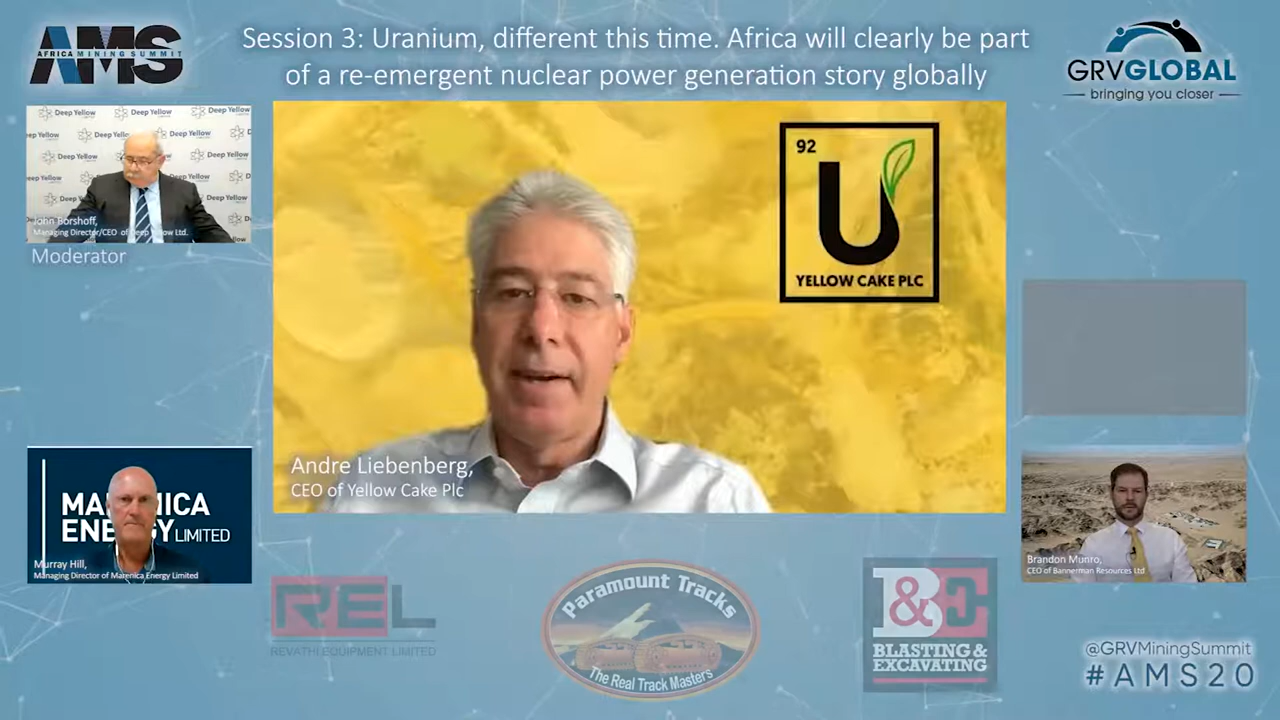 AMS
AFRICA MINING SUMMIT
Session 3: Uranium, different this time. Africa will clearly be part
of a re-emergent nuclear power generation story globally
GRVGLOBAL
bringing you closer
Deep Yellow
John Borshoff,
Managing Director/CEO of Deep Yellow Ltd.
Moderator
92
U
YELLOW CAKE PLC
Andre Liebenberg,
CEO of Yellow Cake Plc
MARENICA
ENERGY LIMITED
Murray Hill,
Managing Director of Marenica Energy Limited
Brandon Munro,
CEO of Bannerman Resources Ltd
REL
REVATHI EQUIPMENT LIMITED
Paramount Tracks
The Real Track Masters
B&E
BLASTING &
EXCAVATING
@GRVMiningSummit
#AMS20